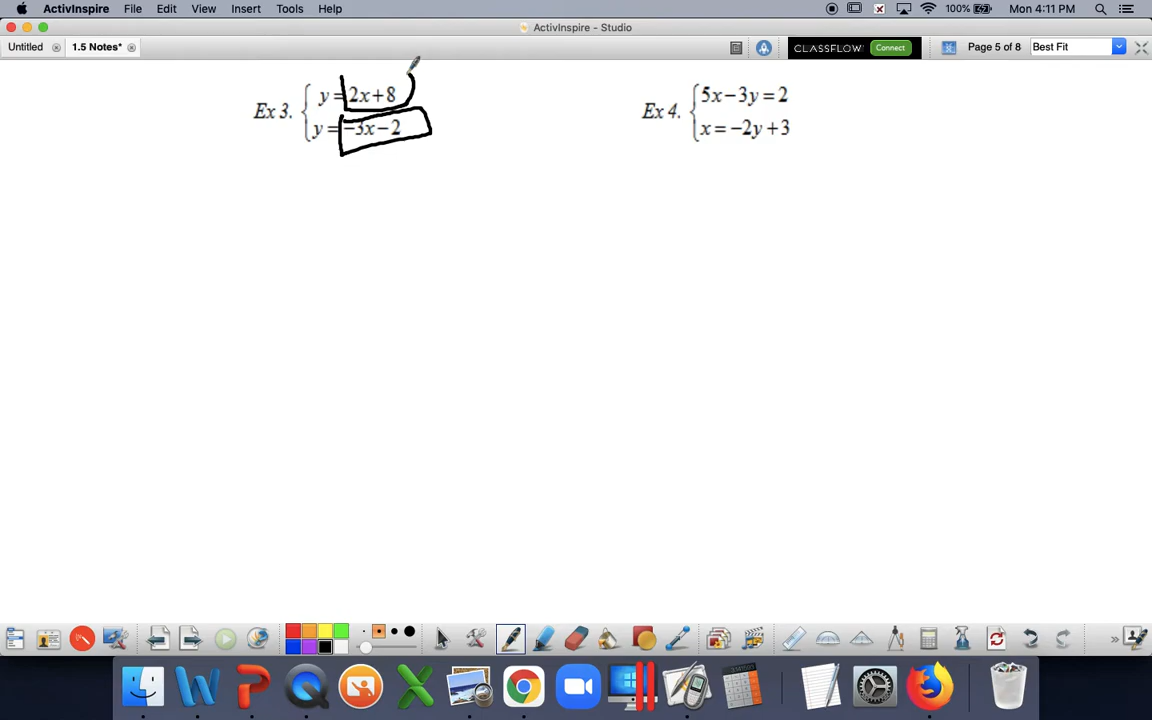 ActivInspire File Edit View Insert Tools Help 100% Mon 4:11 PM
ActivInspire - Studio
Untitled 1.5 Notes* CLASSFLOW Connect Page 5 of 8 Best Fit
Ex 3. y = 2x+8
y = −3x−2
Ex 4. 5x−3y=2
x=−2y+3